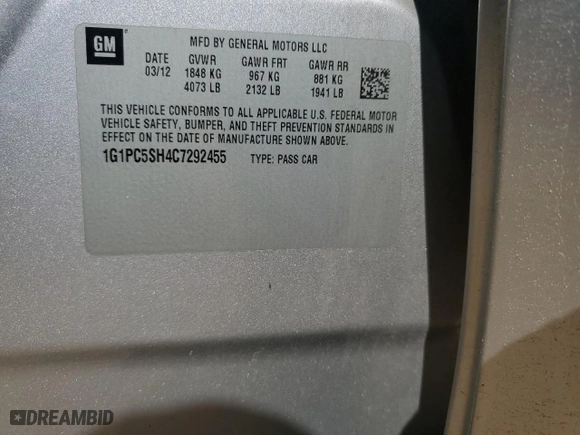 GM
MFD BY GENERAL MOTORS LLC
DATE GVWR GAWR FRT GAWR RR
03/12 1848 KG 967 KG 881 KG
4073 LB 2132 LB 1941 LB
THIS VEHICLE CONFORMS TO ALL APPLICABLE U.S. FEDERAL MOTOR
VEHICLE SAFETY, BUMPER, AND THEFT PREVENTION STANDARDS IN
EFFECT ON THE DATE OF MANUFACTURE SHOWN ABOVE.
1G1PC5SH4C7292455 TYPE: PASS CAR
DREAMBID